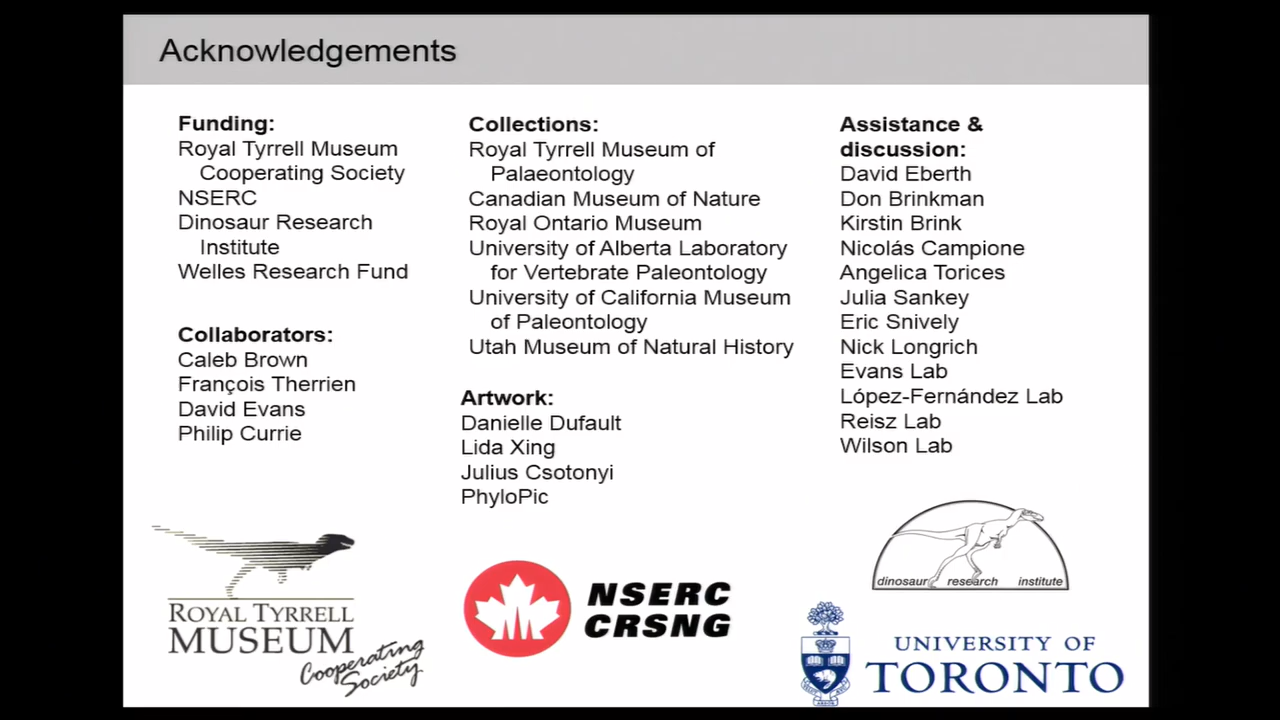 Acknowledgements
Funding:
Royal Tyrrell Museum
Cooperating Society
NSERC
Dinosaur Research
Institute
Welles Research Fund
Collaborators:
Caleb Brown
François Therrien
David Evans
Philip Currie
Collections:
Royal Tyrrell Museum of
Palaeontology
Canadian Museum of Nature
Royal Ontario Museum
University of Alberta Laboratory
for Vertebrate Paleontology
University of California Museum
of Paleontology
Utah Museum of Natural History
Artwork:
Danielle Dufault
Lida Xing
Julius Csotonyi
PhyloPic
Assistance &
discussion:
David Eberth
Don Brinkman
Kirstin Brink
Nicolás Campione
Angelica Torices
Julia Sankey
Eric Snively
Nick Longrich
Evans Lab
López-Fernández Lab
Reisz Lab
Wilson Lab
ROYAL TYRRELL
MUSEUM
Cooperating
Society
NSERC
CRSNG
dinosaur research institute
UNIVERSITY OF
TORONTO